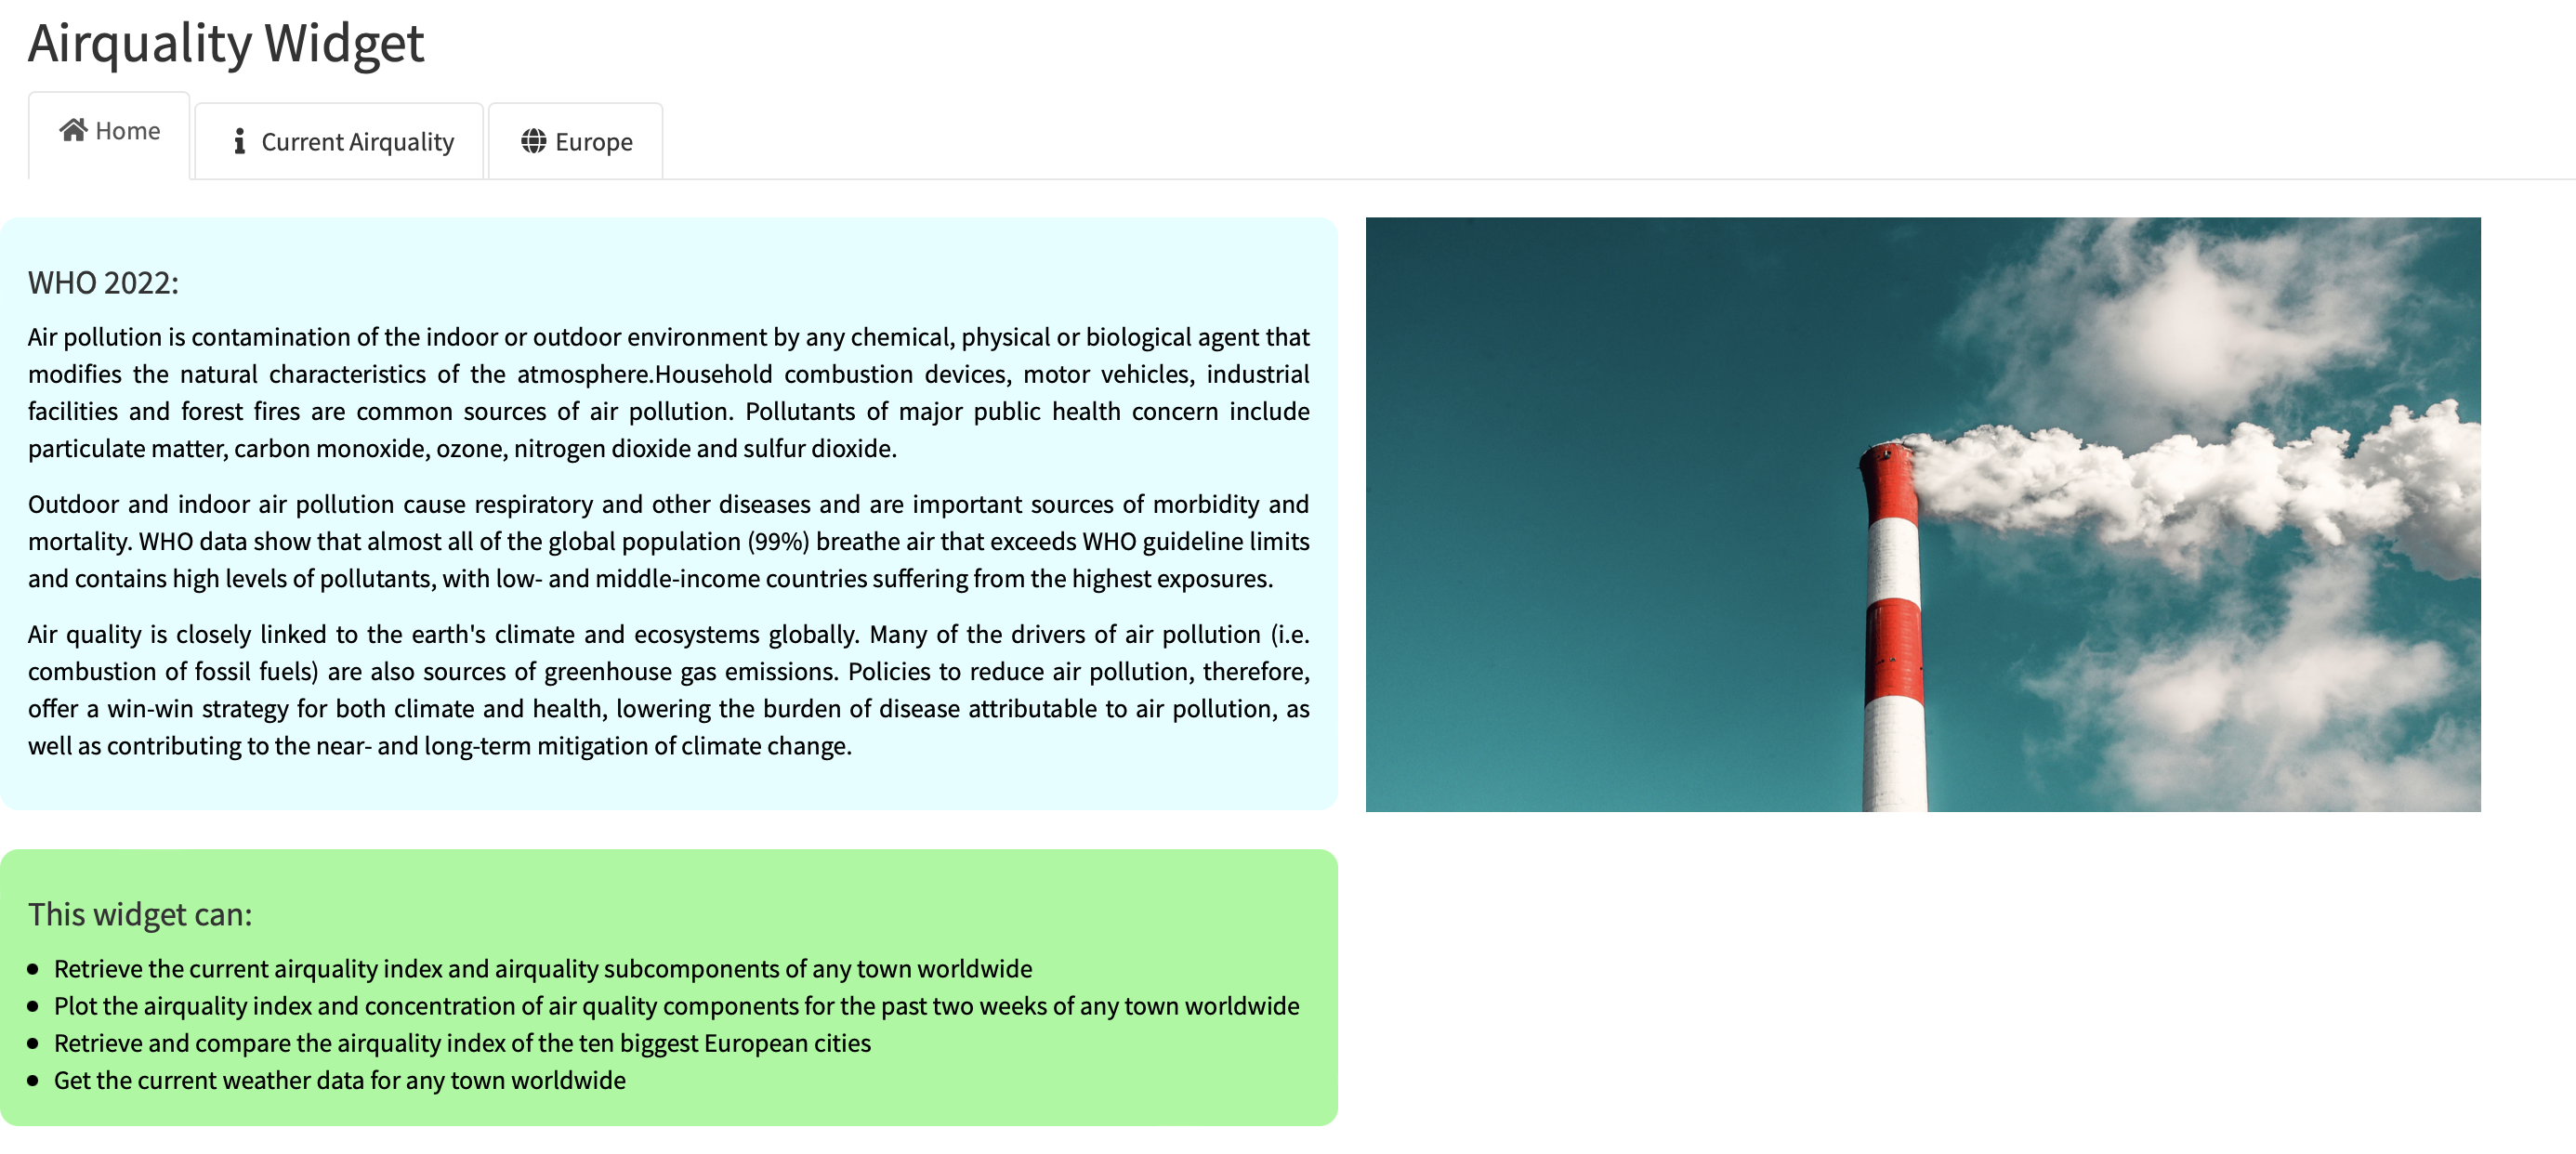 Airquality Widget
Home
Current Airquality
Europe
WHO 2022:
Air pollution is contamination of the indoor or outdoor environment by any chemical, physical or biological agent that
modifies the natural characteristics of the atmosphere.Household combustion devices, motor vehicles, industrial
facilities and forest fires are common sources of air pollution. Pollutants of major public health concern include
particulate matter, carbon monoxide, ozone, nitrogen dioxide and sulfur dioxide.
Outdoor and indoor air pollution cause respiratory and other diseases and are important sources of morbidity and
mortality. WHO data show that almost all of the global population (99%) breathe air that exceeds WHO guideline limits
and contains high levels of pollutants, with low- and middle-income countries suffering from the highest exposures.
Air quality is closely linked to the earth's climate and ecosystems globally. Many of the drivers of air pollution (i.e.
combustion of fossil fuels) are also sources of greenhouse gas emissions. Policies to reduce air pollution, therefore,
offer a win-win strategy for both climate and health, lowering the burden of disease attributable to air pollution, as
well as contributing to the near- and long-term mitigation of climate change.
This widget can:
• Retrieve the current airquality index and airquality subcomponents of any town worldwide
• Plot the airquality index and concentration of air quality components for the past two weeks of any town worldwide
• Retrieve and compare the airquality index of the ten biggest European cities
• Get the current weather data for any town worldwide